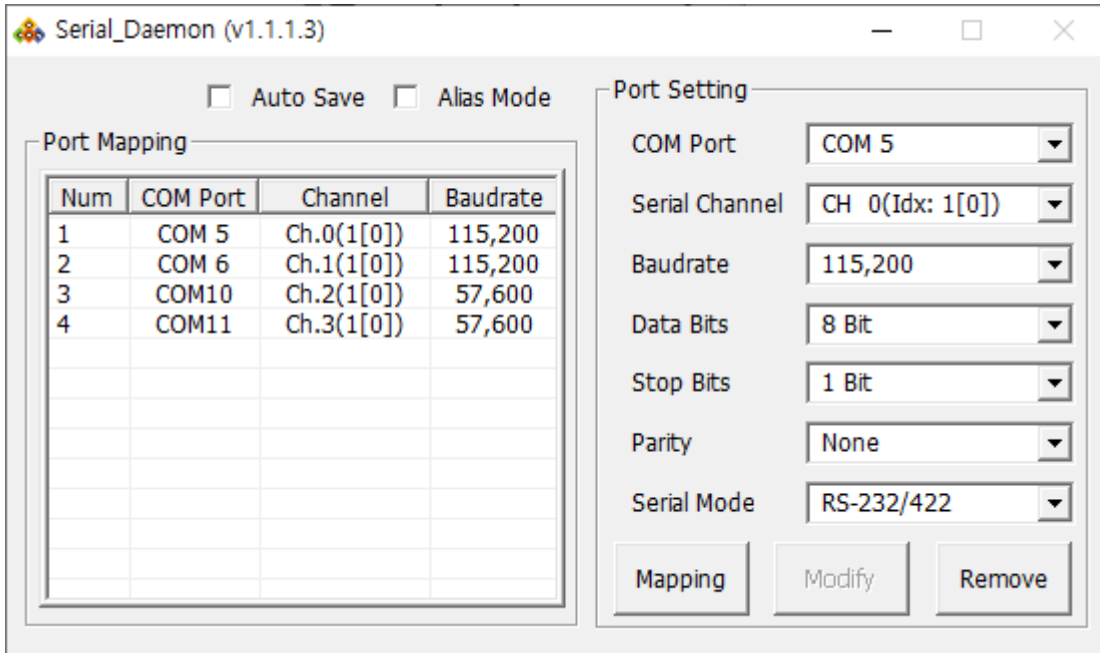 Serial_Daemon (v1.1.1.3)
Auto Save Alias Mode
Port Mapping
Num COM Port Channel Baudrate
1 COM 5 Ch.0(1[0]) 115,200
2 COM 6 Ch.1(1[0]) 115,200
3 COM10 Ch.2(1[0]) 57,600
4 COM11 Ch.3(1[0]) 57,600
Port Setting
COM Port COM 5
Serial Channel CH 0(Idx: 1[0])
Baudrate 115,200
Data Bits 8 Bit
Stop Bits 1 Bit
Parity None
Serial Mode RS-232/422
Mapping Modify Remove